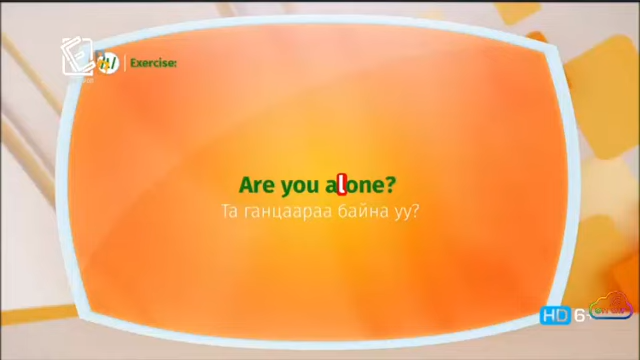 /l/ Exercise:
Are you alone?
Та ганцаараа байна уу?
HD 6+